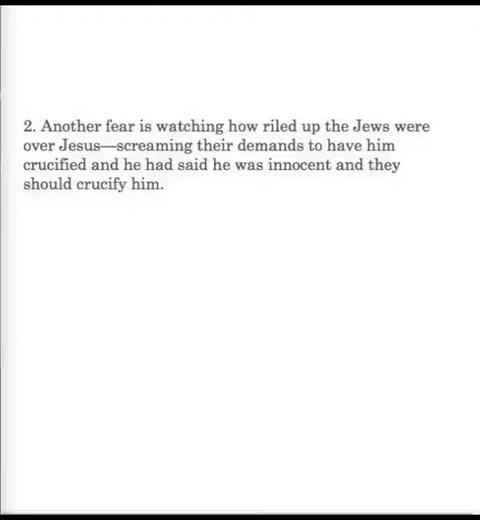 2. Another fear is watching how riled up the Jews were
over Jesus—screaming their demands to have him
crucified and he had said he was innocent and they
should crucify him.